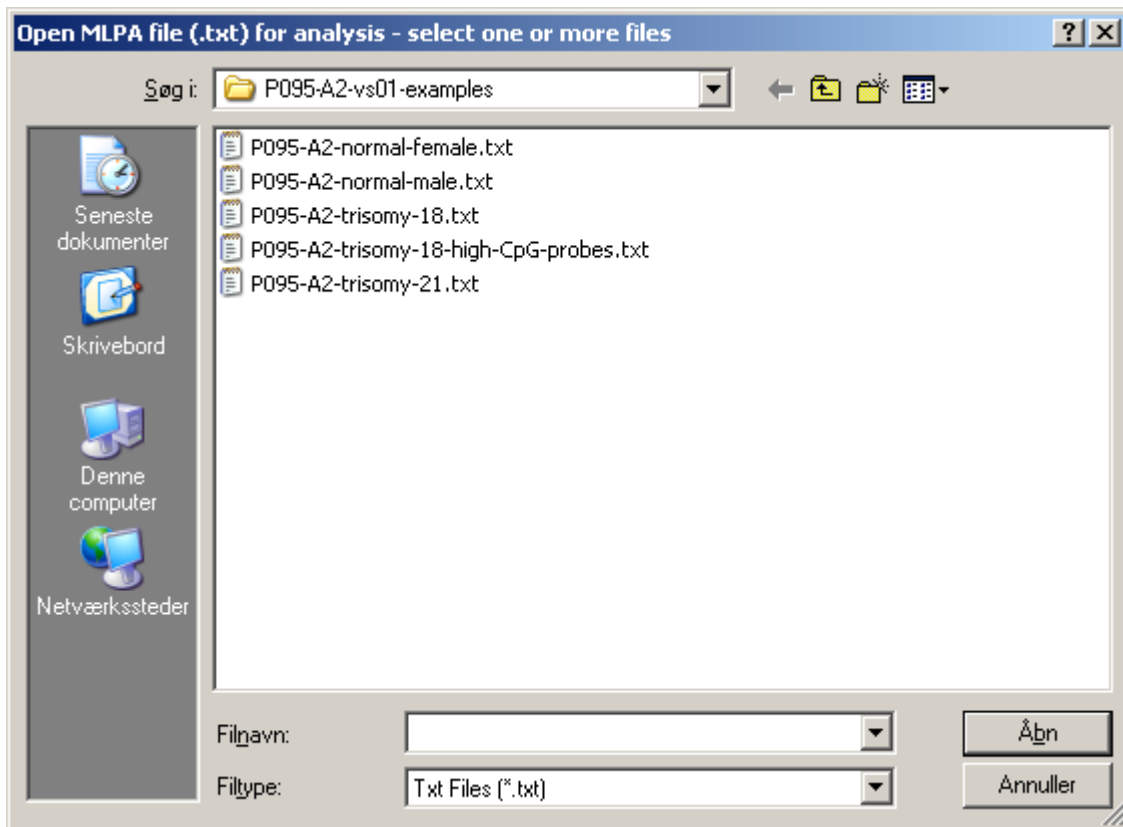 Open MLPA file (.txt) for analysis - select one or more files
Søg i:
P095-A2-vs01-examples
Seneste
dokumenter
Skrivebord
Denne
computer
Netværkssteder
P095-A2-normal-female.txt
P095-A2-normal-male.txt
P095-A2-trisomy-18.txt
P095-A2-trisomy-18-high-CpG-probes.txt
P095-A2-trisomy-21.txt
Filnavn:
Åbn
Filtype:
Txt Files (*.txt)
Annuller